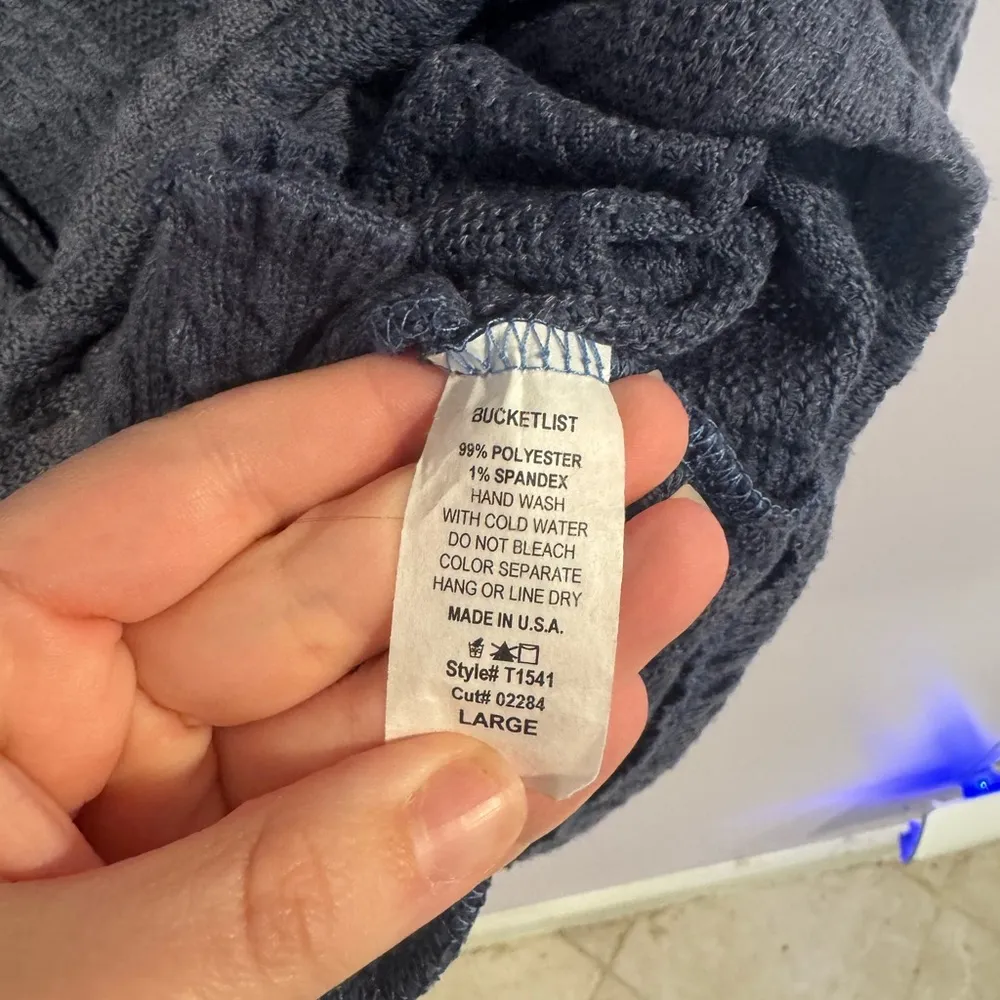 BUCKETLIST
99% POLYESTER
1% SPANDEX
HAND WASH
WITH COLD WATER
DO NOT BLEACH
COLOR SEPARATE
HANG OR LINE DRY
MADE IN U.S.A.
Style# T1541
Cut# 02284
LARGE